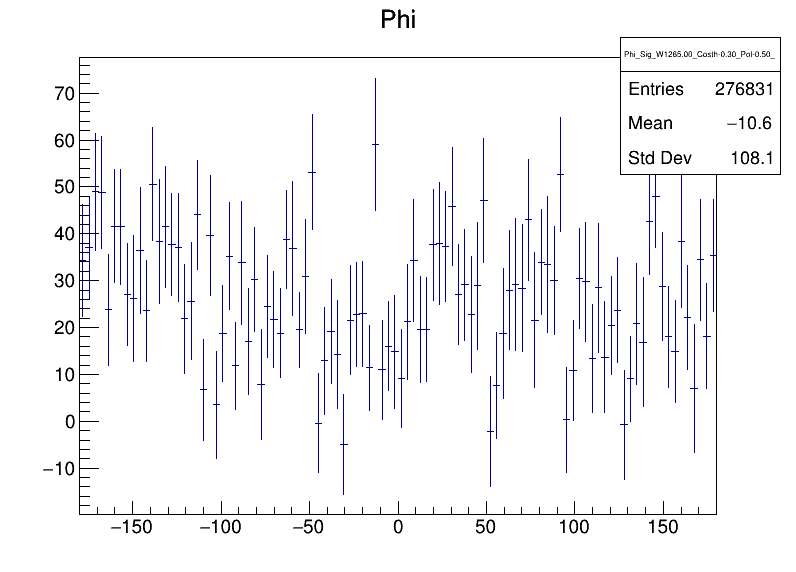 Phi
Phi_Sig_W1265.00_Costh-0.30_Pol-0.50_
Entries 276831
Mean −10.6
Std Dev 108.1
70
60
50
40
30
20
10
0
−10
−150 −100 −50 0 50 100 150